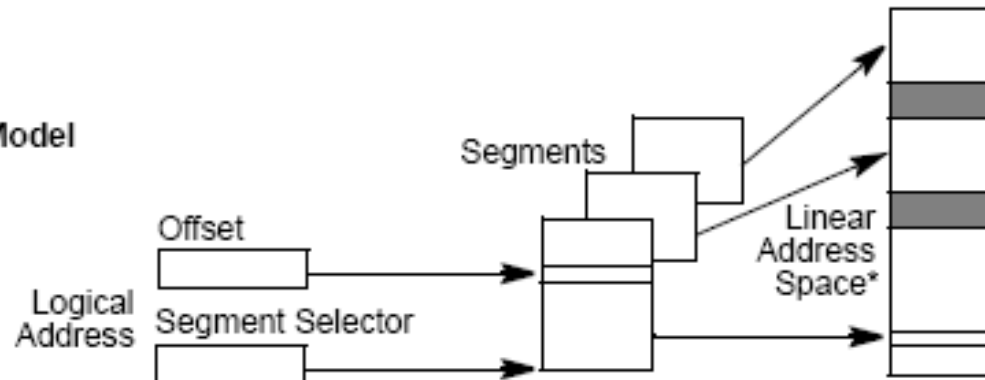 Model
Segments
Offset
Linear
Address
Space*
Logical
Address
Segment Selector